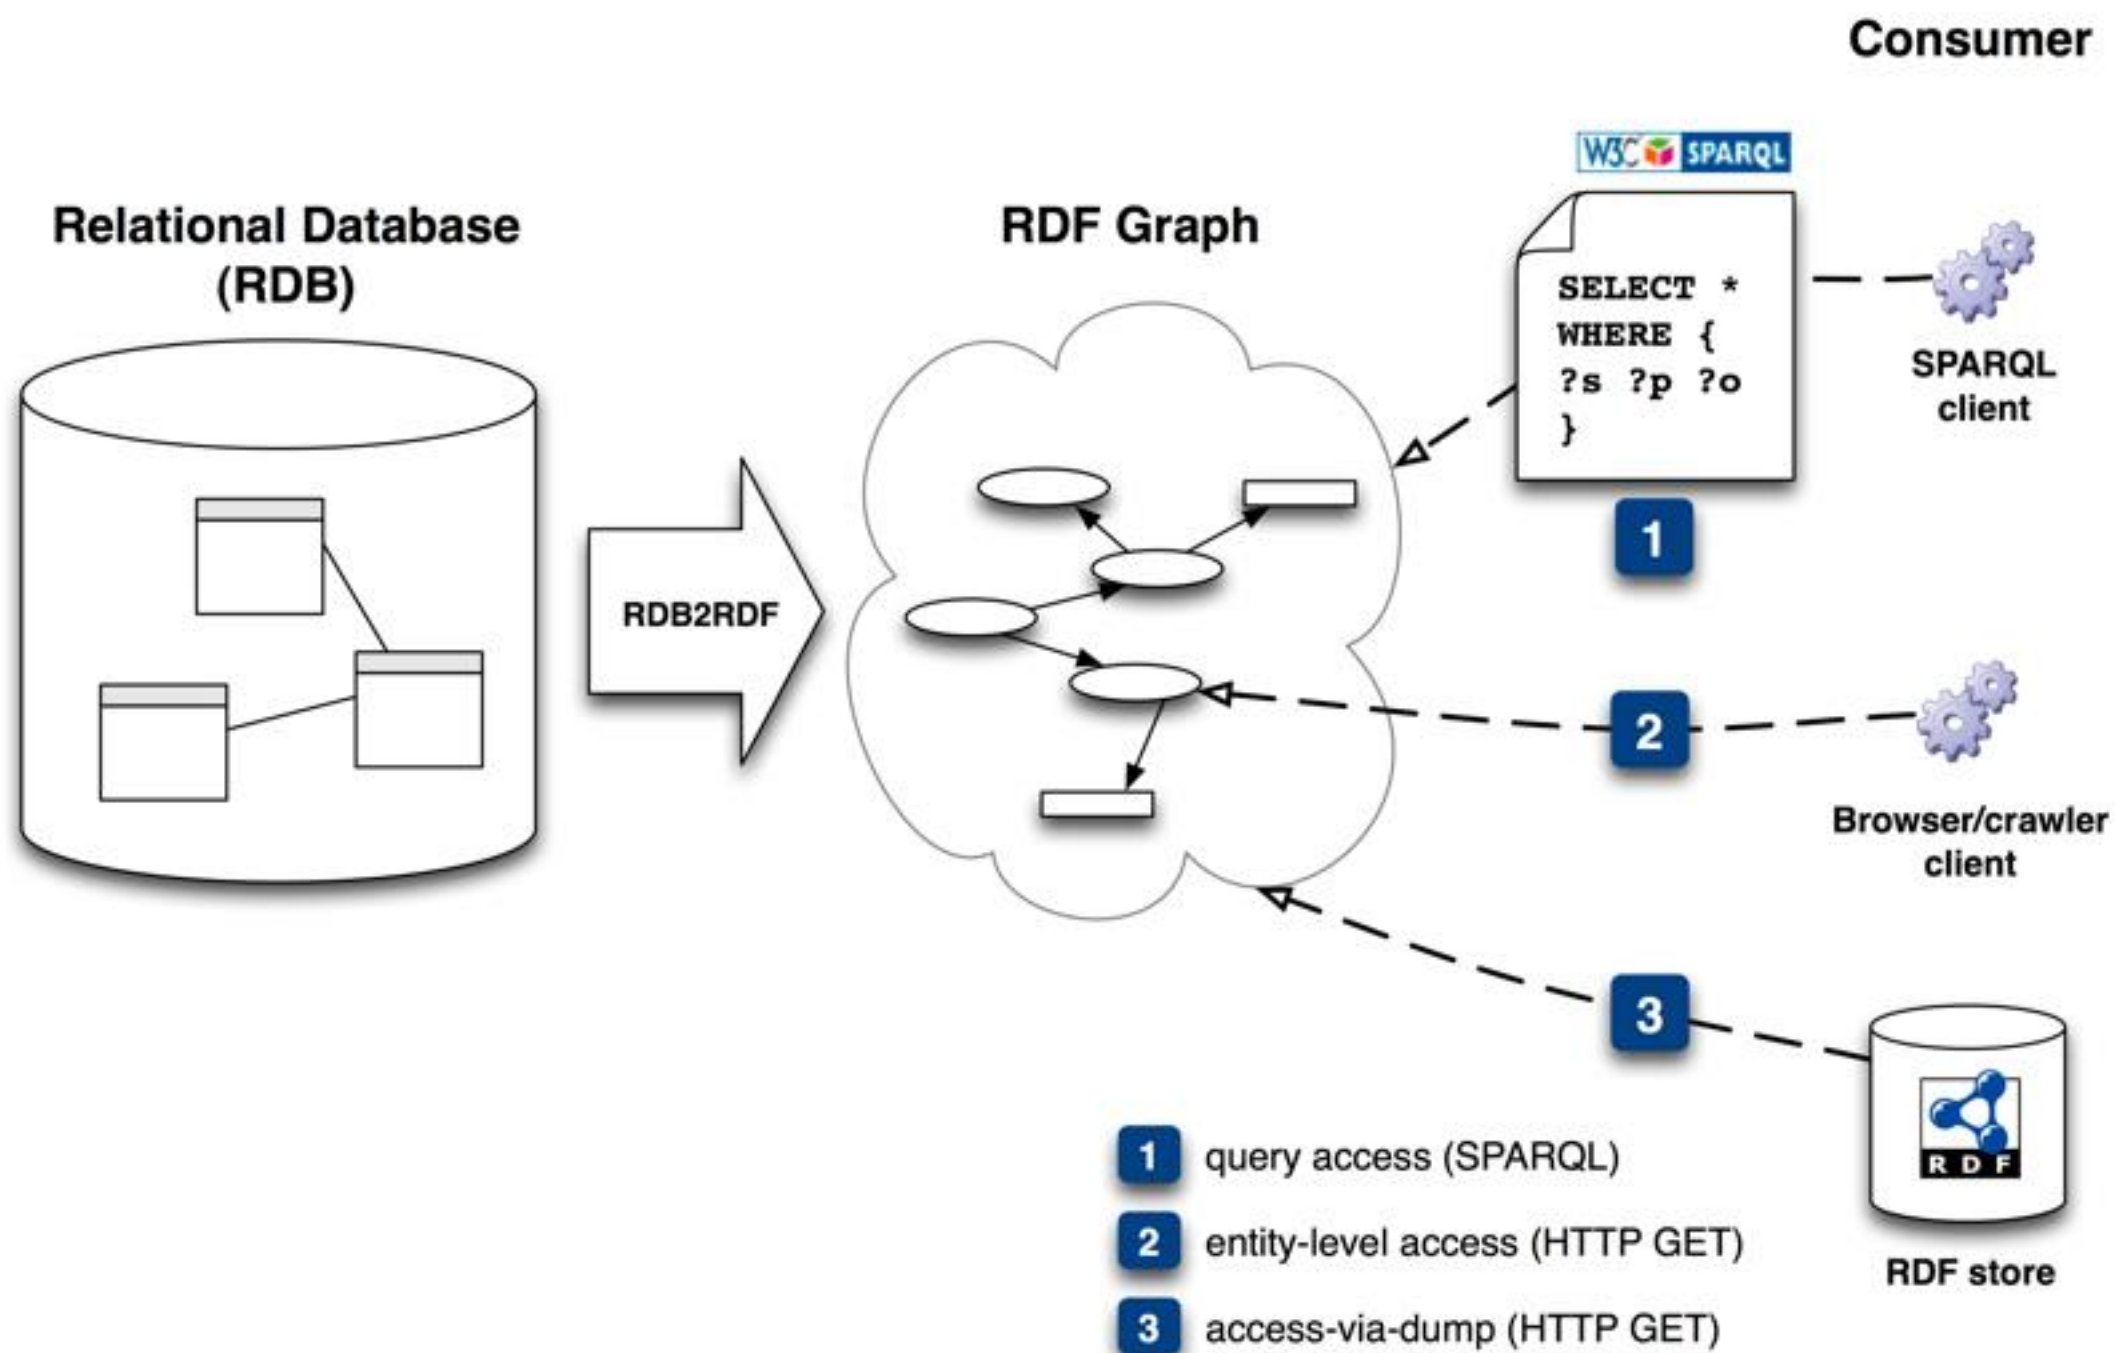 Consumer
Relational Database
(RDB)
RDB2RDF
RDF Graph
W3C SPARQL
SELECT *
WHERE {
?s ?p ?o
}
1
SPARQL
client
2
Browser/crawler
client
3
RDF
RDF store
1 query access (SPARQL)
2 entity-level access (HTTP GET)
3 access-via-dump (HTTP GET)